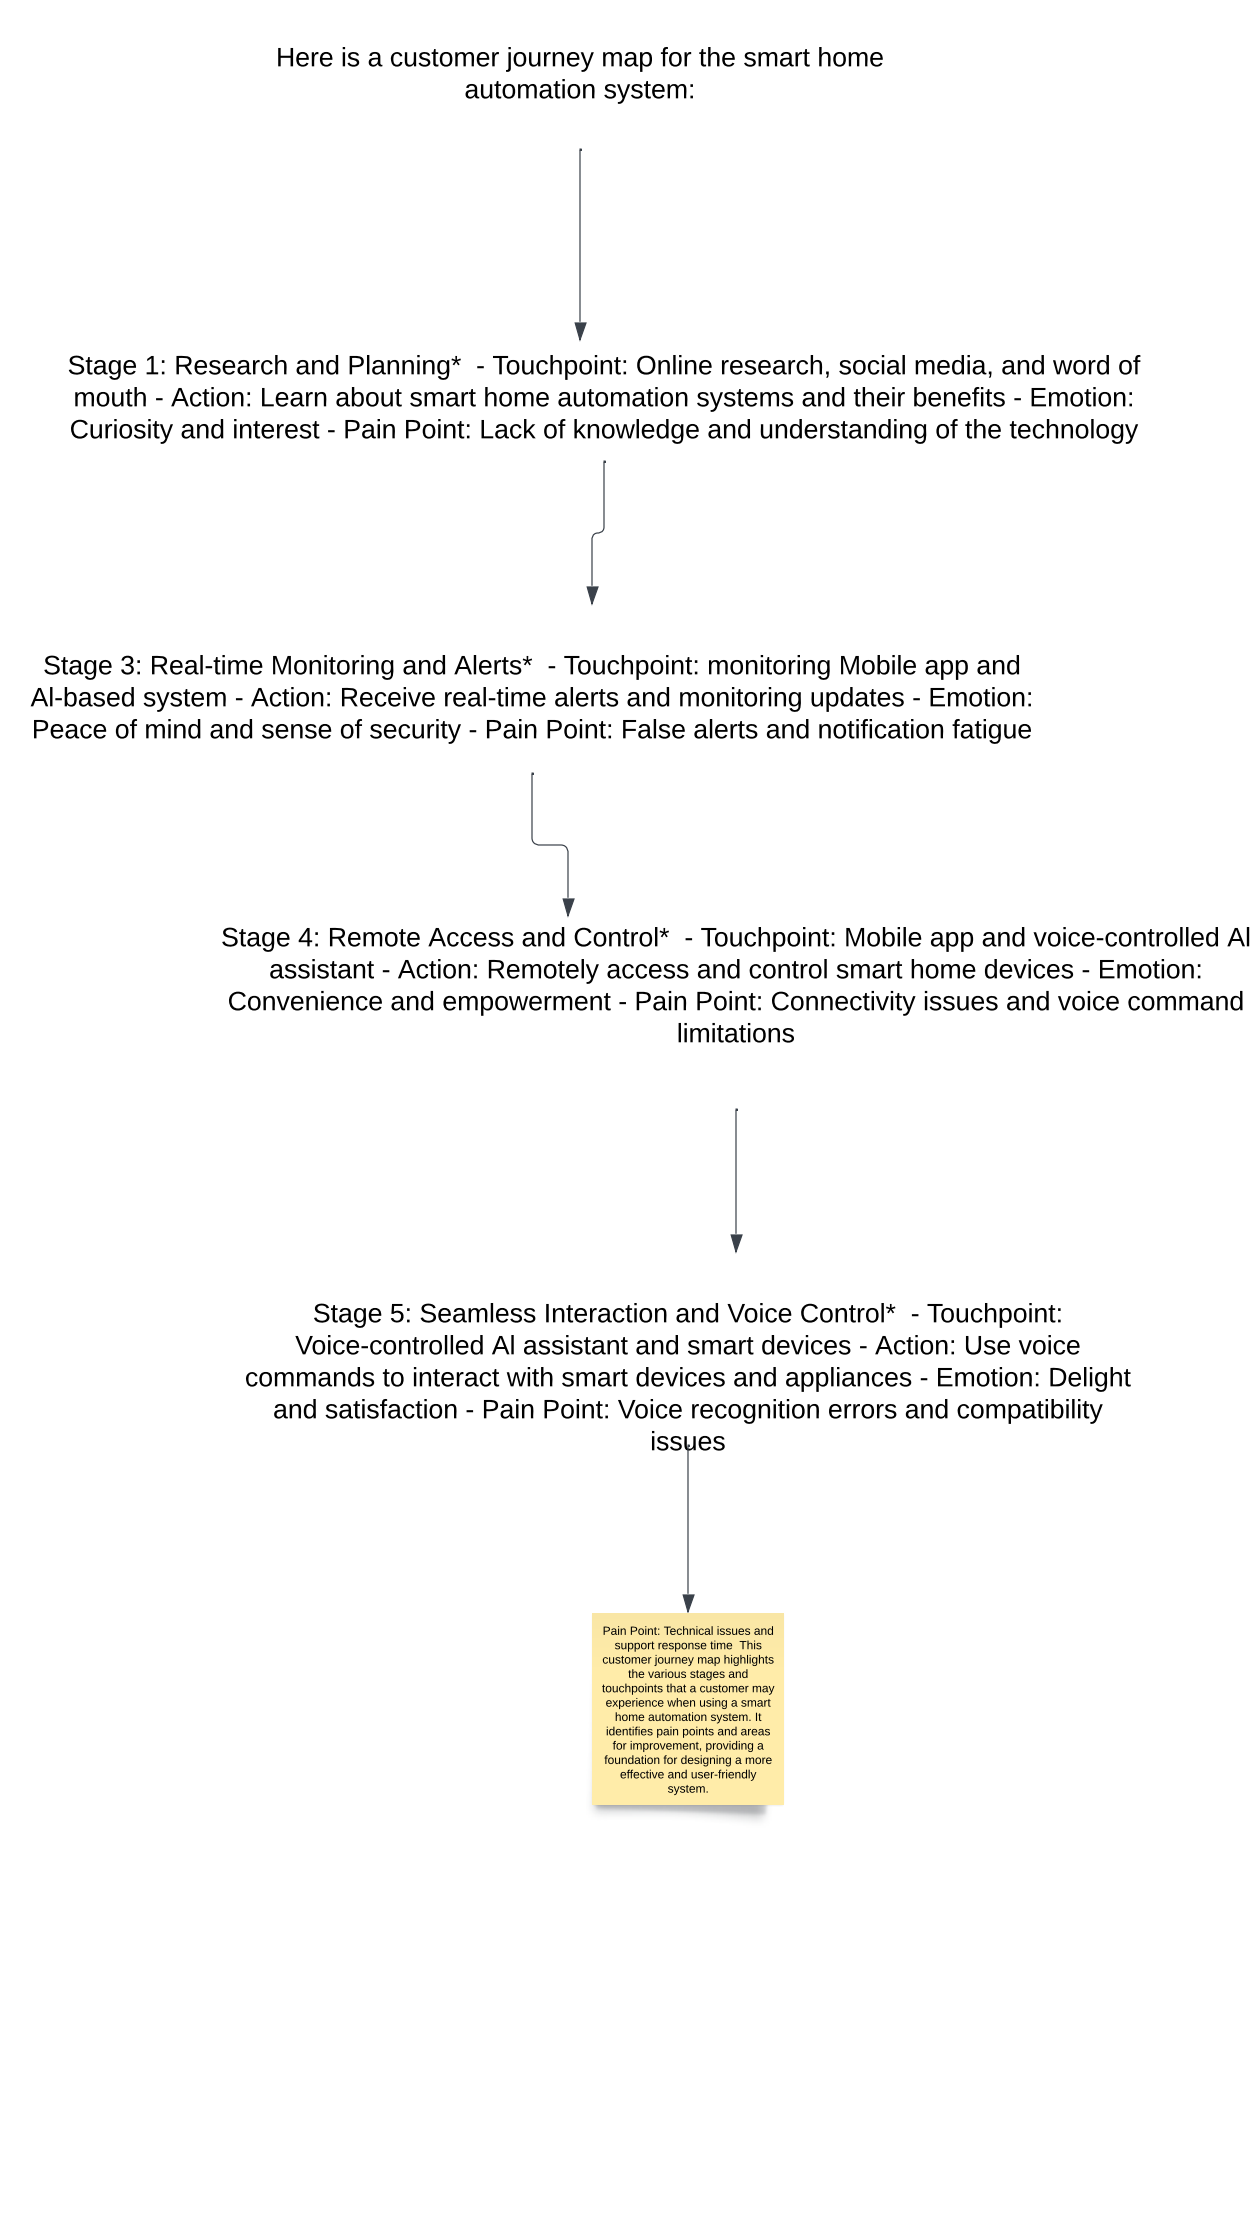 Here is a customer journey map for the smart home
automation system:
Stage 1: Research and Planning*  - Touchpoint: Online research, social media, and word of
mouth - Action: Learn about smart home automation systems and their benefits - Emotion:
Curiosity and interest - Pain Point: Lack of knowledge and understanding of the technology
Stage 3: Real-time Monitoring and Alerts*  - Touchpoint: monitoring Mobile app and
AI-based system - Action: Receive real-time alerts and monitoring updates - Emotion:
Peace of mind and sense of security - Pain Point: False alerts and notification fatigue
Stage 4: Remote Access and Control*  - Touchpoint: Mobile app and voice-controlled AI
assistant - Action: Remotely access and control smart home devices - Emotion:
Convenience and empowerment - Pain Point: Connectivity issues and voice command
limitations
Stage 5: Seamless Interaction and Voice Control*  - Touchpoint:
Voice-controlled AI assistant and smart devices - Action: Use voice
commands to interact with smart devices and appliances - Emotion: Delight
and satisfaction - Pain Point: Voice recognition errors and compatibility
issues
Pain Point: Technical issues and
support response time  This
customer journey map highlights
the various stages and
touchpoints that a customer may
experience when using a smart
home automation system. It
identifies pain points and areas
for improvement, providing a
foundation for designing a more
effective and user-friendly
system.